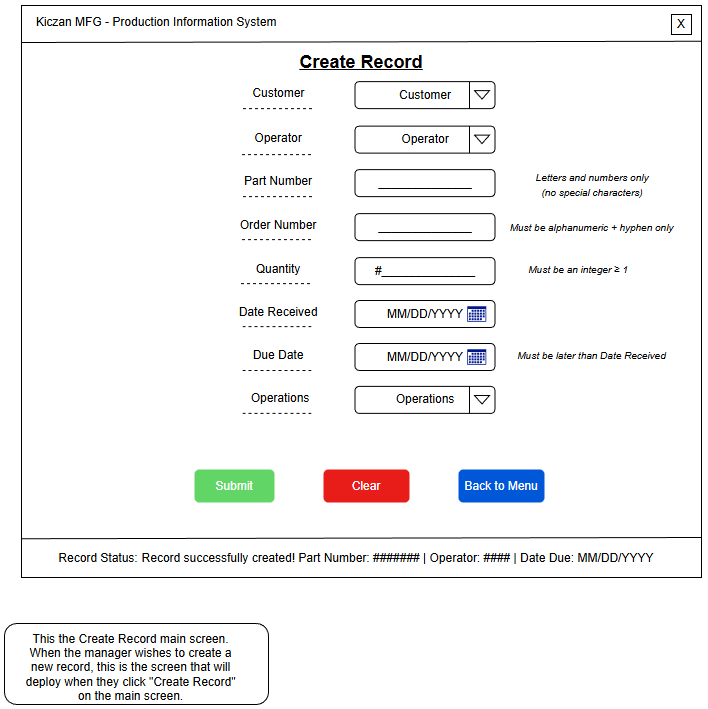 Kiczan MFG - Production Information System
X
Create Record
Customer
Customer
Operator
Operator
Part Number
______________
Letters and numbers only
(no special characters)
Order Number
______________
Must be alphanumeric + hyphen only
Quantity
#______________
Must be an integer ≥ 1
Date Received
MM/DD/YYYY
Due Date
MM/DD/YYYY
Must be later than Date Received
Operations
Operations
Submit
Clear
Back to Menu
Record Status: Record successfully created! Part Number: ####### | Operator: #### | Date Due: MM/DD/YYYY
This the Create Record main screen.
When the manager wishes to create a
new record, this is the screen that will
deploy when they click "Create Record"
on the main screen.